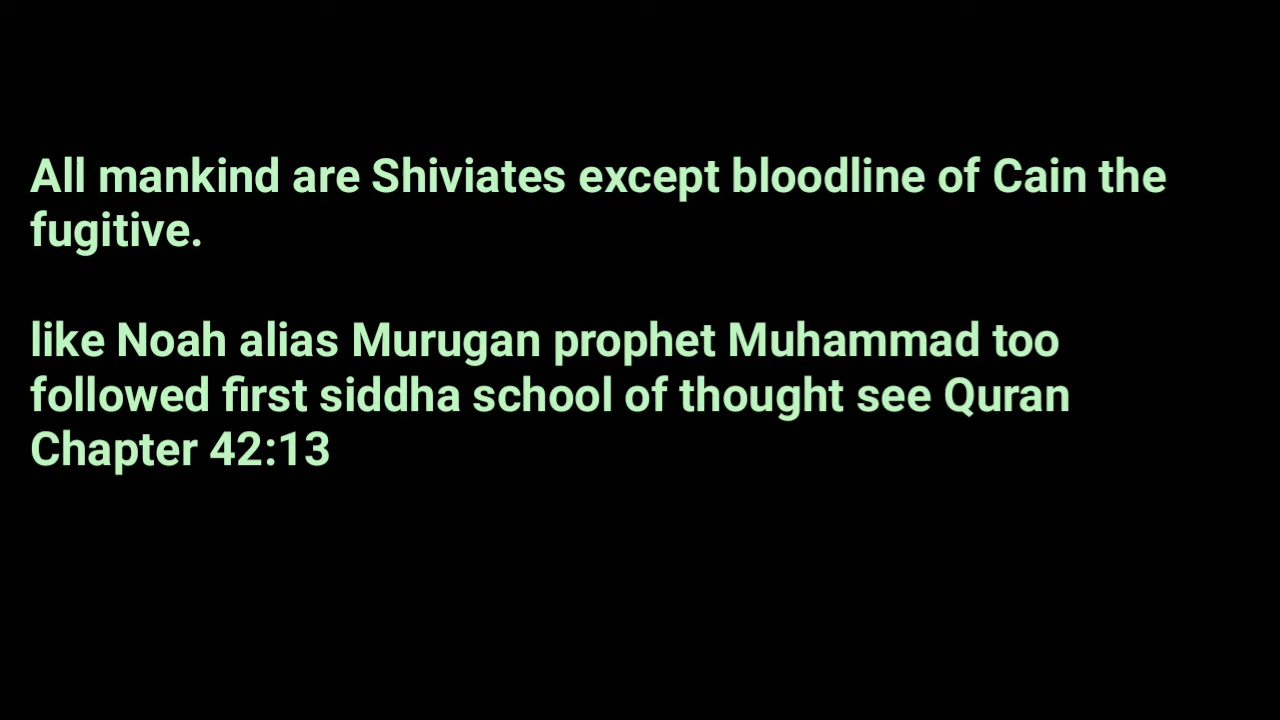 All mankind are Shiviates except bloodline of Cain the
fugitive.
like Noah alias Murugan prophet Muhammad too
followed first siddha school of thought see Quran
Chapter 42:13